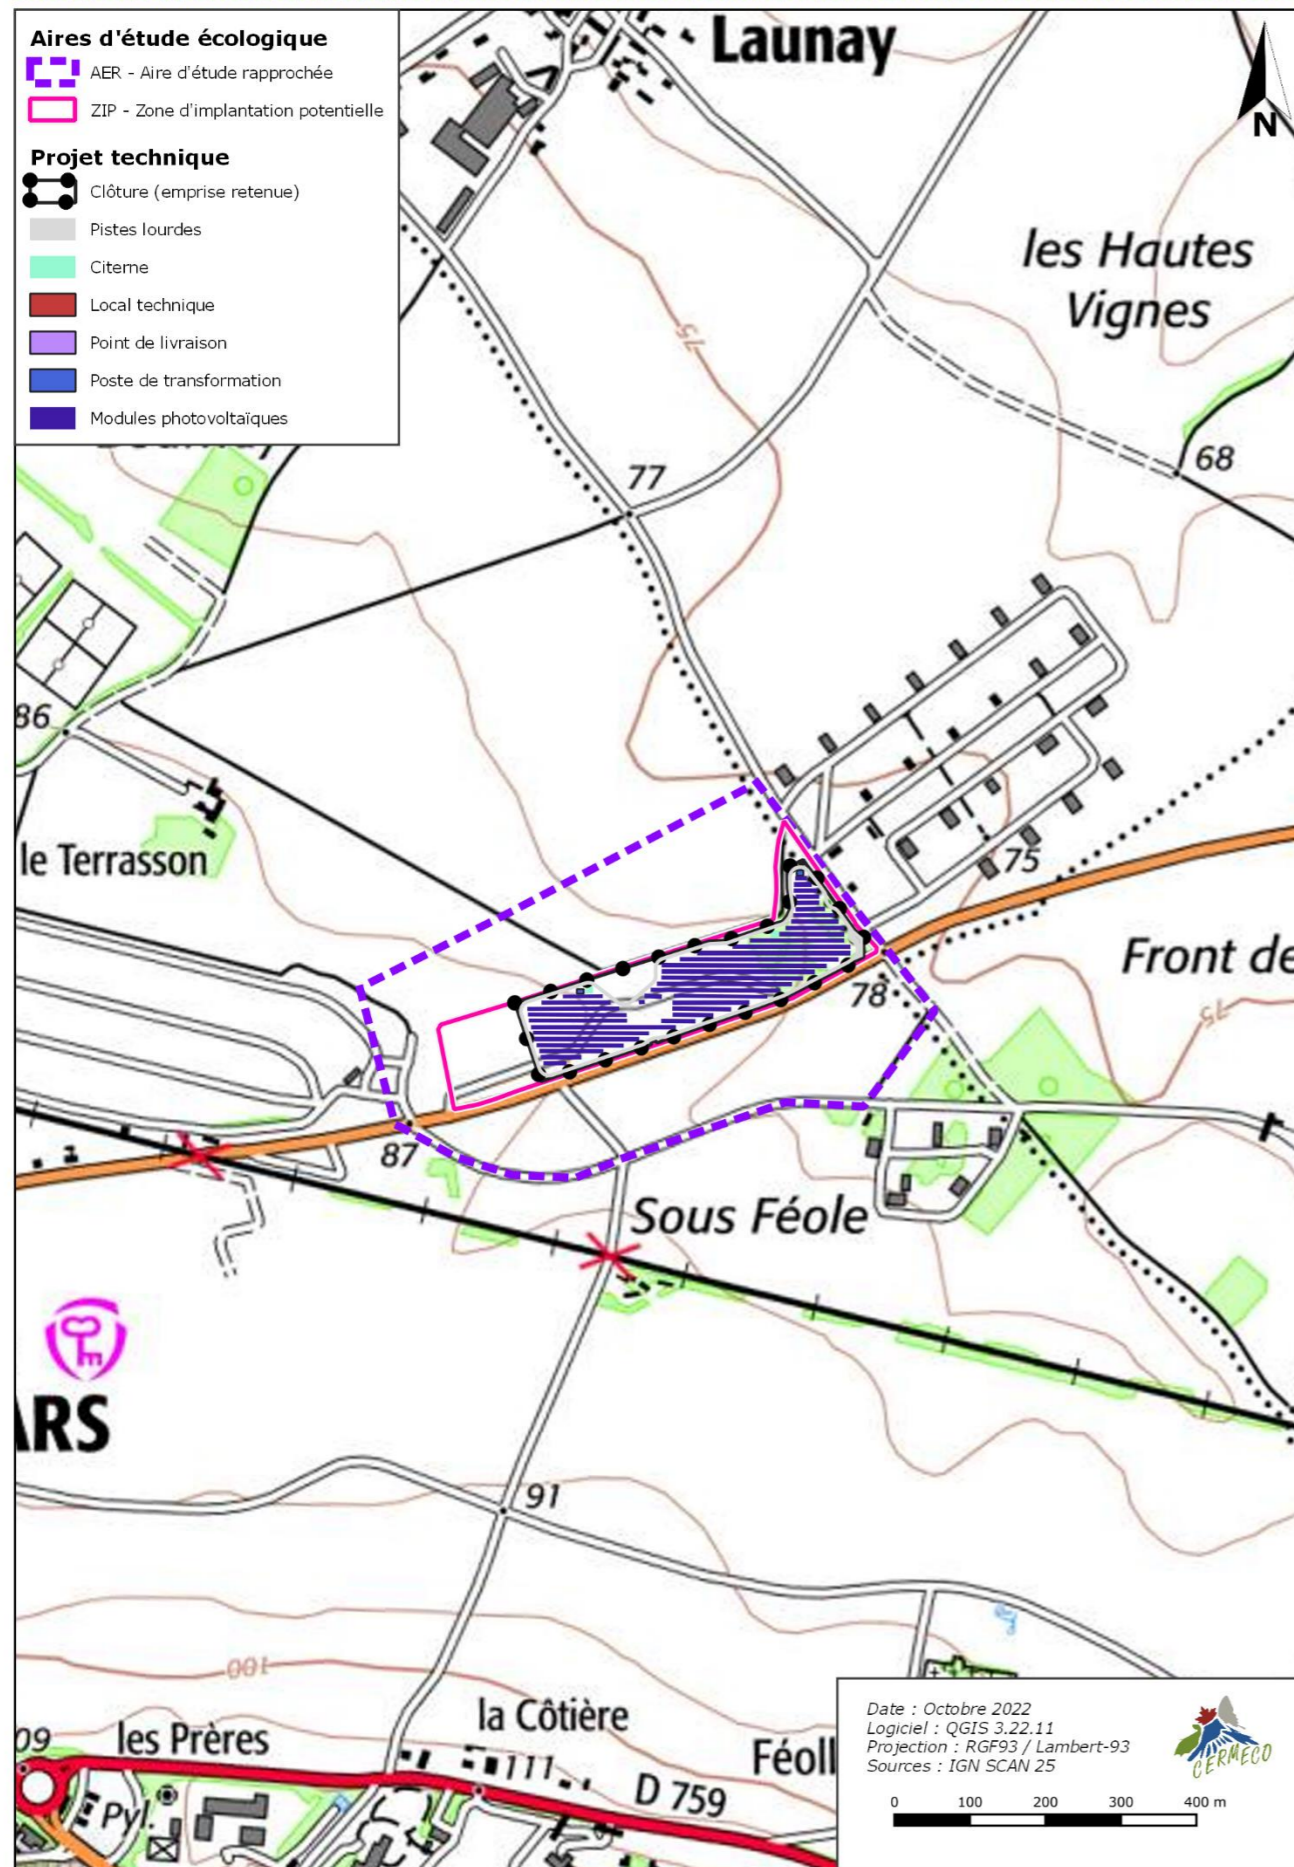 Aires d'étude écologique
AER - Aire d'étude rapprochée
ZIP - Zone d'implantation potentielle
Projet technique
Clôture (emprise retenue)
Pistes lourdes
Citerne
Local technique
Point de livraison
Poste de transformation
Modules photovoltaïques
Launay
N
les Hautes
Vignes
75
68
77
86
le Terrasson
75
Front de
78
75
87
Sous Féole
ARS
91
100
la Côtière
les Prères
09
111
Féoll
D 759
Pyl.
Date : Octobre 2022
Logiciel : QGIS 3.22.11
Projection : RGF93 / Lambert-93
Sources : IGN SCAN 25
CERMECO
0 100 200 300 400 m